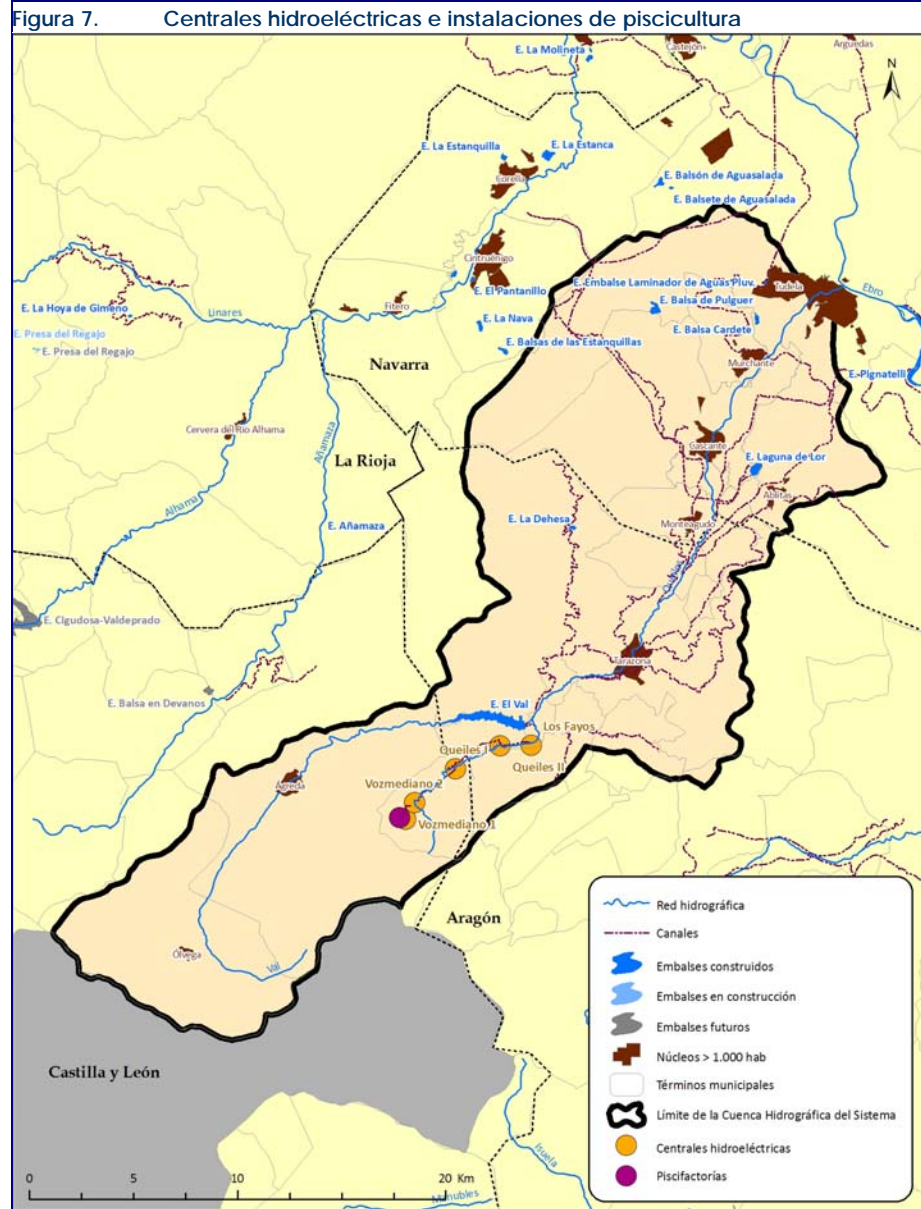 Figura 7. Centrales hidroeléctricas e instalaciones de piscicultura
E. La Molineta
Castejón
Arguedas
N
E. La Estanquilla
E. La Estanca
Corella
E. Balsón de Aguasalada
E. Balsete de Aguasalada
Cintruénigo
E. Embalse Laminador de Aguas Pluv.
Tudela
Ebro
E. La Hoya de Gimeno
Linares
Fitero
E. El Pantanillo
E. Balsa de Pulguer
E. Presa del Regajo
E. La Nava
E. Balsa Cardete
E. Presa del Regajo
E. Balsas de las Estanquillas
Murchante
Navarra
E. Pignatelli
Cervera del Río Alhama
Añamaza
Cascante
La Rioja
E. Laguna de Lor
Ablitas
Alhama
E. Añamaza
E. La Dehesa
Monteagudo
Queiles
E. Cigudosa-Valdeprado
Tarazona
E. Balsa en Devanos
E. El Val
Los Fayos
Queiles I
Queiles II
Ágreda
Vozmediano 2
Vozmediano 1
Aragón
Ólvega
Val
Castilla y León
Isuela
Manubles
Red hidrográfica
Canales
Embalses construidos
Embalses en construcción
Embalses futuros
Núcleos > 1.000 hab
Términos municipales
Límite de la Cuenca Hidrográfica del Sistema
Centrales hidroeléctricas
Piscifactorías
0 5 10 20 Km